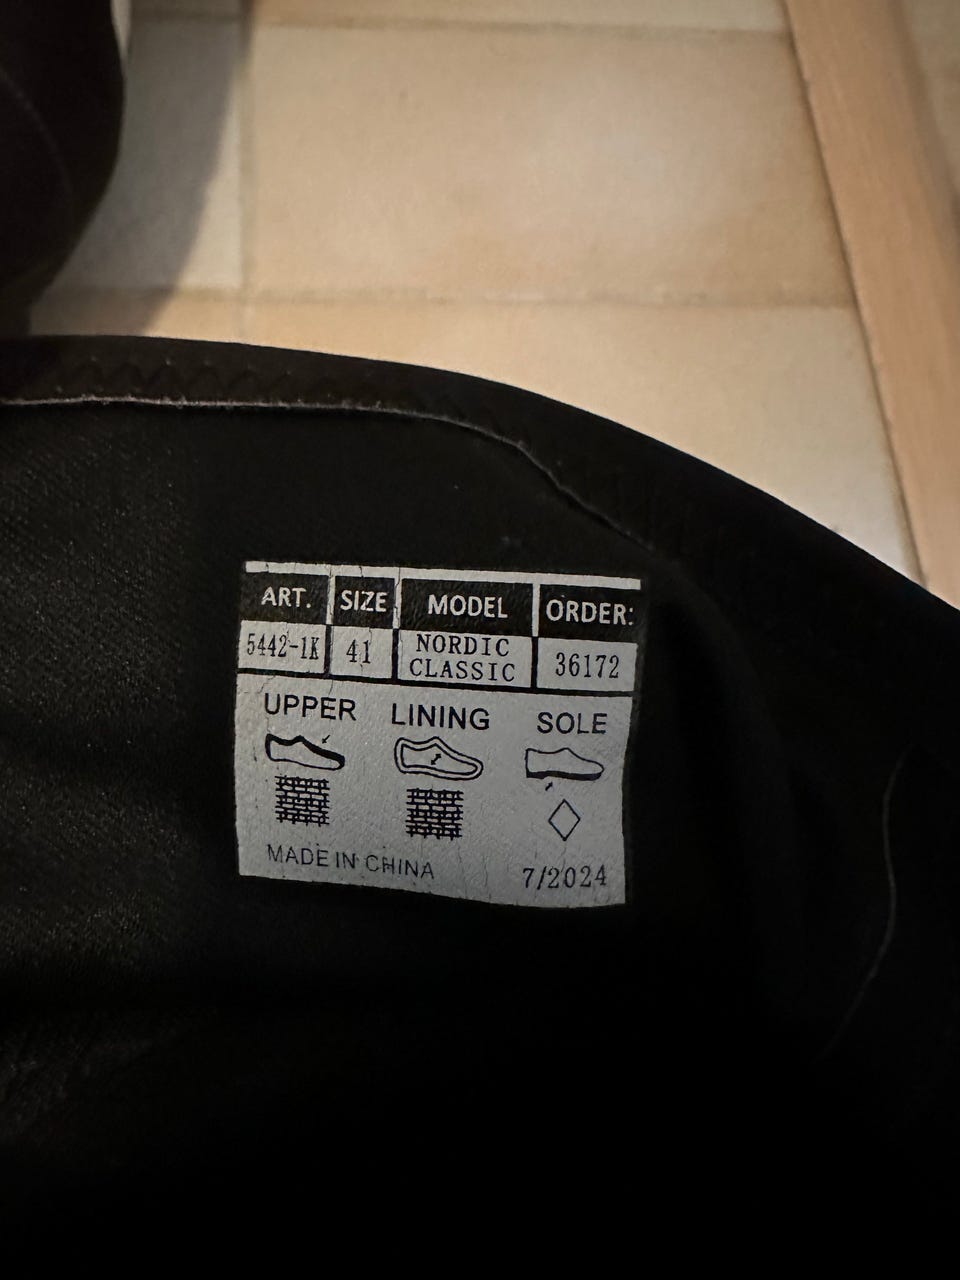 ART. SIZE MODEL ORDER:
5442-1K 41 NORDIC CLASSIC 36172
UPPER LINING SOLE
MADE IN CHINA 7/2024